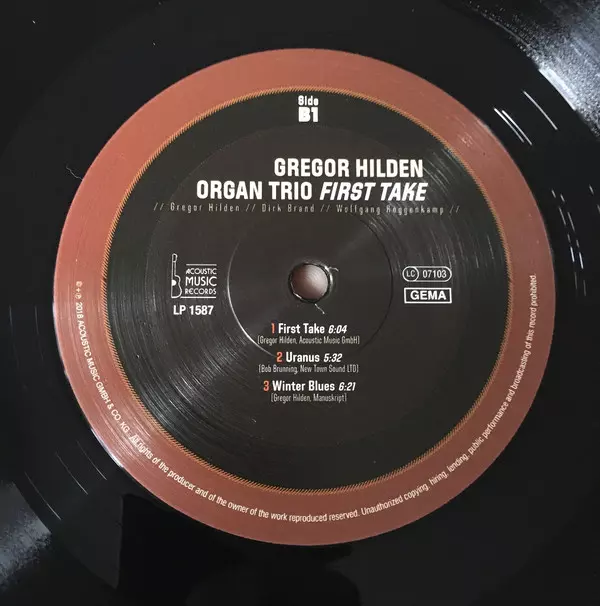 Side
B1
GREGOR HILDEN
ORGAN TRIO FIRST TAKE
// Gregor Hilden // Dirk Brand // Wolfgang Roggenkamp //
ACOUSTIC
MUSIC
RECORDS
LP 1587
LC 07103
GEMA
1 First Take 6:04
(Gregor Hilden, Acoustic Music GmbH)
2 Uranus 5:32
(Bob Brunning, New Town Sound LTD)
3 Winter Blues 6:21
(Gregor Hilden, Manuskript)
© + ℗ 2018 ACOUSTIC MUSIC GMBH & CO. KG. All rights of the producer and of the owner of the work reproduced reserved. Unauthorized copying, hiring, lending, public performance and broadcasting of this record prohibited.